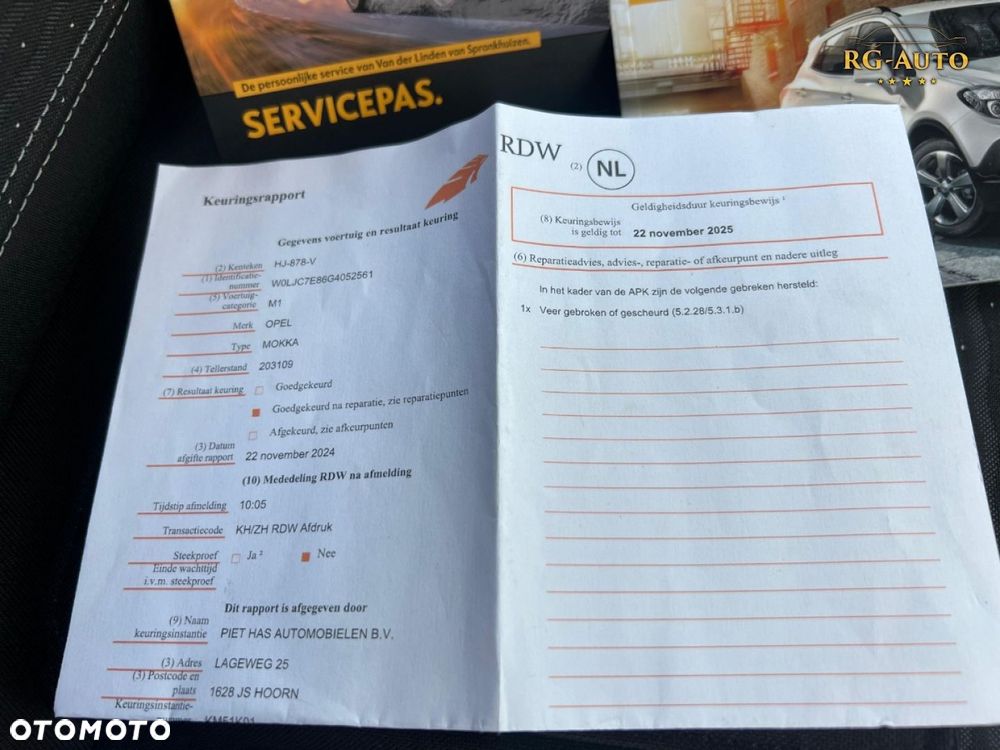 De persoonlijke service van Van der Linden van Sprankhuizen.
SERVICEPAS.
RG-AUTO
Keuringsrapport
Gegevens voertuig en resultaat keuring
(2) Kenteken HJ-878-V
(1) Identificatie-
nummer W0LJC7E86G4052561
(5) Voertuig-
categorie M1
Merk OPEL
Type MOKKA
(4) Tellerstand 203109
(7) Resultaat keuring Goedgekeurd
Goedgekeurd na reparatie, zie reparatiepunten
Afgekeurd, zie afkeurpunten
(3) Datum
afgifte rapport 22 november 2024
(10) Mededeling RDW na afmelding
Tijdstip afmelding 10:05
Transactiecode KH/ZH RDW Afdruk
Steekproef Ja ² Nee
Einde wachttijd
i.v.m. steekproef
Dit rapport is afgegeven door
(9) Naam
keuringsinstantie PIET HAS AUTOMOBIELEN B.V.
(3) Adres LAGEWEG 25
(3) Postcode en
plaats 1628 JS HOORN
Keuringsinstantie-
KM51K01
RDW (2) NL
Geldigheidsduur keuringsbewijs ¹
(8) Keuringsbewijs
is geldig tot 22 november 2025
(6) Reparatieadvies, advies-, reparatie- of afkeurpunt en nadere uitleg
In het kader van de APK zijn de volgende gebreken hersteld:
1x Veer gebroken of gescheurd (5.2.28/5.3.1.b)
OTOMOTO